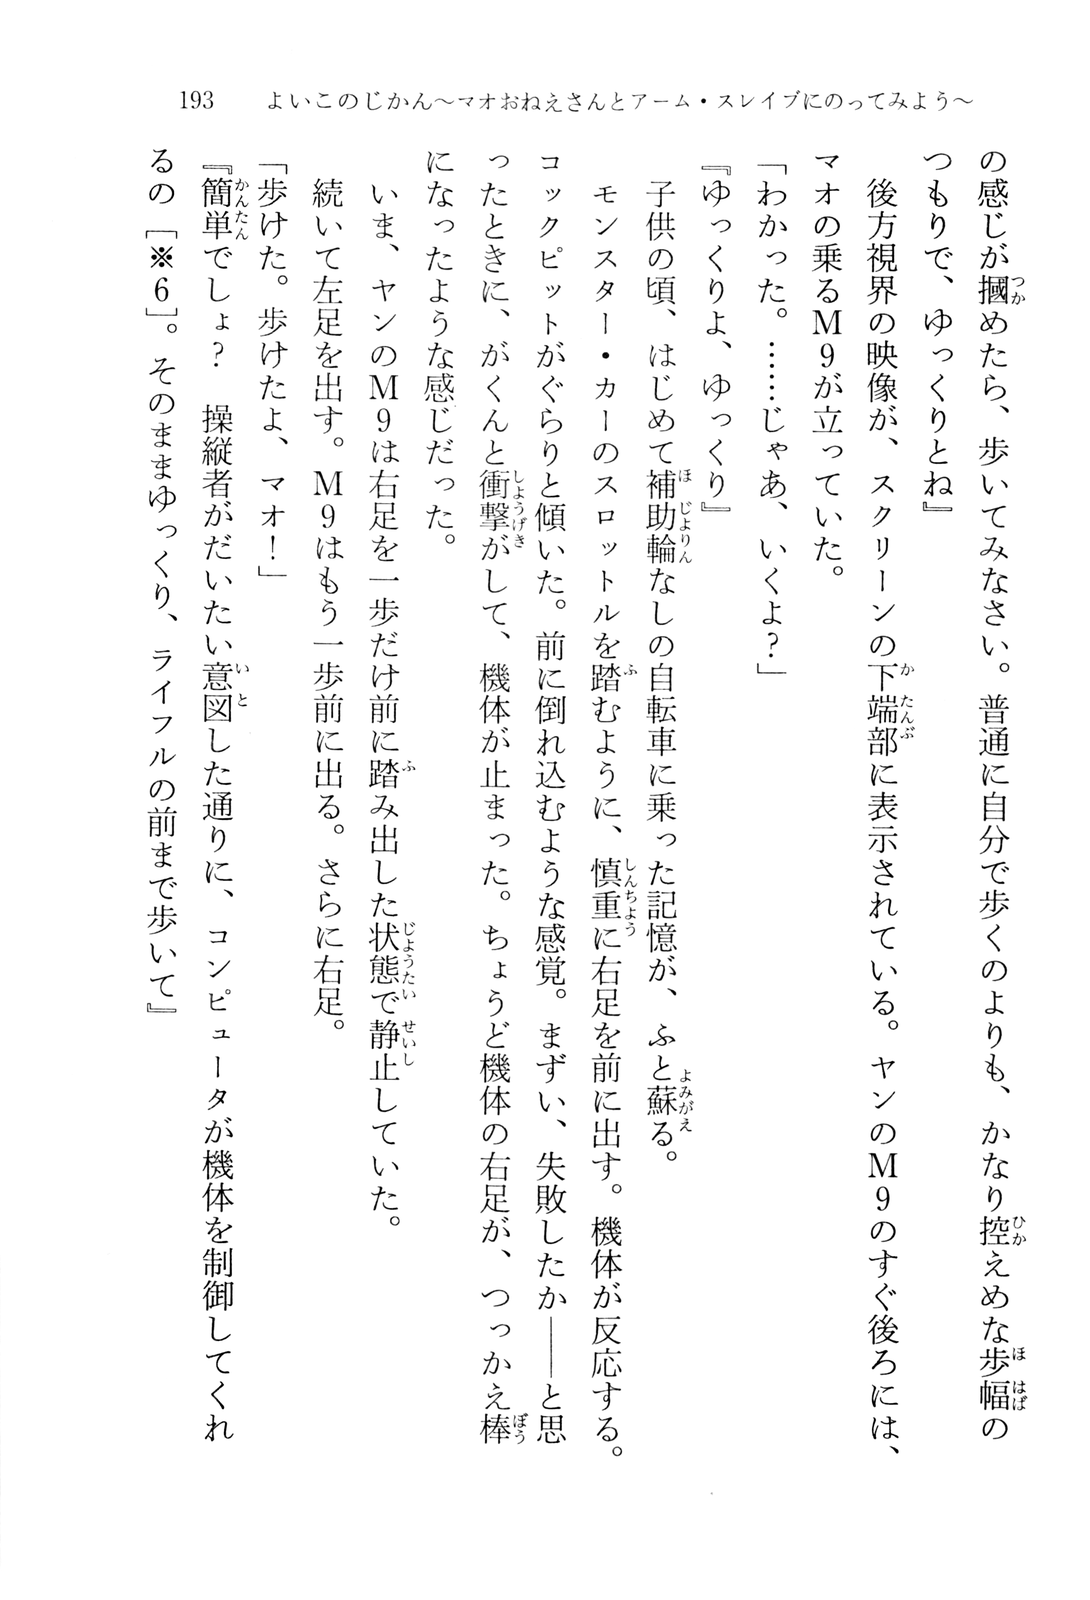 193　よいこのじかん～マオおねえさんとアーム・スレイブにのってみよう～
の感じが摑めたら、歩いてみなさい。普通に自分で歩くのよりも、かなり控えめな歩幅の
つもりで、ゆっくりとね』
　後方視界の映像が、スクリーンの下端部に表示されている。ヤンのＭ９のすぐ後ろには、
マオの乗るＭ９が立っていた。
「わかった。……じゃあ、いくよ？」
『ゆっくりよ、ゆっくり』
　子供の頃、はじめて補助輪なしの自転車に乗った記憶が、ふと蘇る。
　モンスター・カーのスロットルを踏むように、慎重に右足を前に出す。機体が反応する。
コックピットがぐらりと傾いた。前に倒れ込むような感覚。まずい、失敗したか――と思
ったときに、がくんと衝撃がして、機体が止まった。ちょうど機体の右足が、つっかえ棒
になったような感じだった。
　いま、ヤンのＭ９は右足を一歩だけ前に踏み出した状態で静止していた。
　続いて左足を出す。Ｍ９はもう一歩前に出る。さらに右足。
「歩けた。歩けたよ、マオ！」
『簡単でしょ？　操縦者がだいたい意図した通りに、コンピュータが機体を制御してくれ
るの［※６］。そのままゆっくり、ライフルの前まで歩いて』